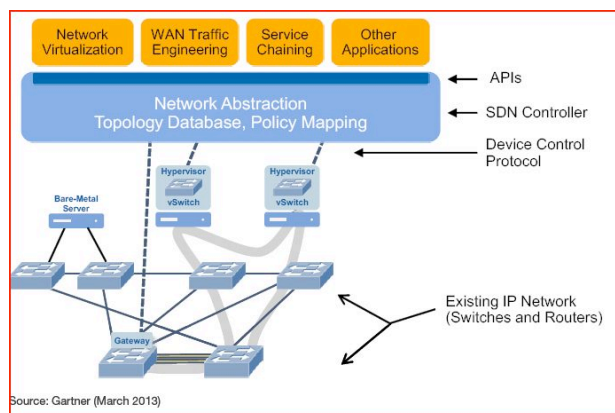 Network
Virtualization
WAN Traffic
Engineering
Service
Chaining
Other
Applications
APIs
Network Abstraction
Topology Database, Policy Mapping
SDN Controller
Device Control
Protocol
Hypervisor
vSwitch
Hypervisor
vSwitch
Bare-Metal
Server
Existing IP Network
(Switches and Routers)
Gateway
Source: Gartner (March 2013)